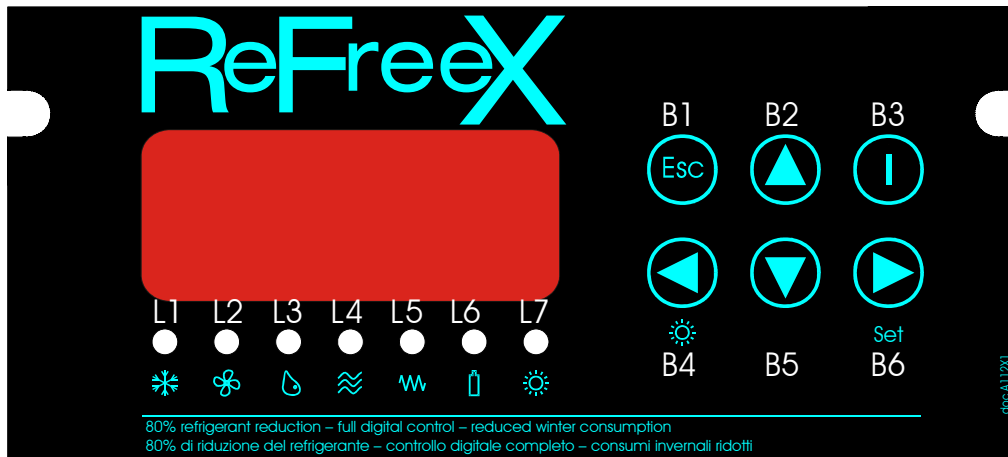 ReFreeX
B1 B2 B3
Esc
L1 L2 L3 L4 L5 L6 L7
Set
B4 B5 B6
docA112X1
80% refrigerant reduction – full digital control – reduced winter consumption
80% di riduzione del refrigerante – controllo digitale completo – consumi invernali ridotti